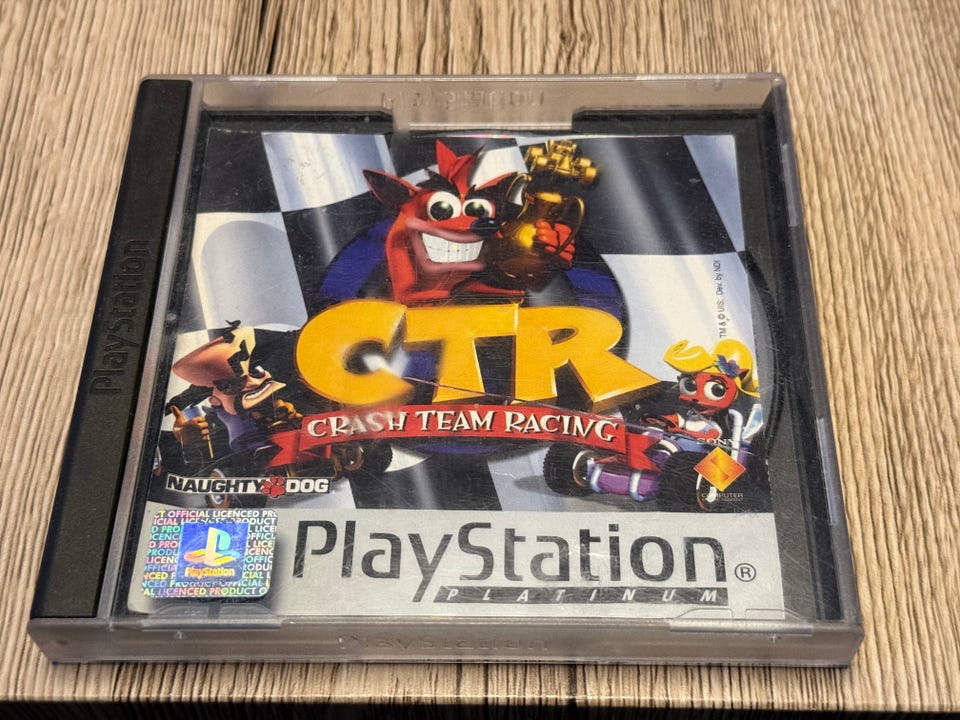 PlayStation
CTR
CRASH TEAM RACING
TM & © UIS. Dev. by NDI
NAUGHTY DOG
SONY
COMPUTER
OFFICIAL LICENCED PRODUCT
PlayStation
PlayStation®
PLATINUM
PlayStation